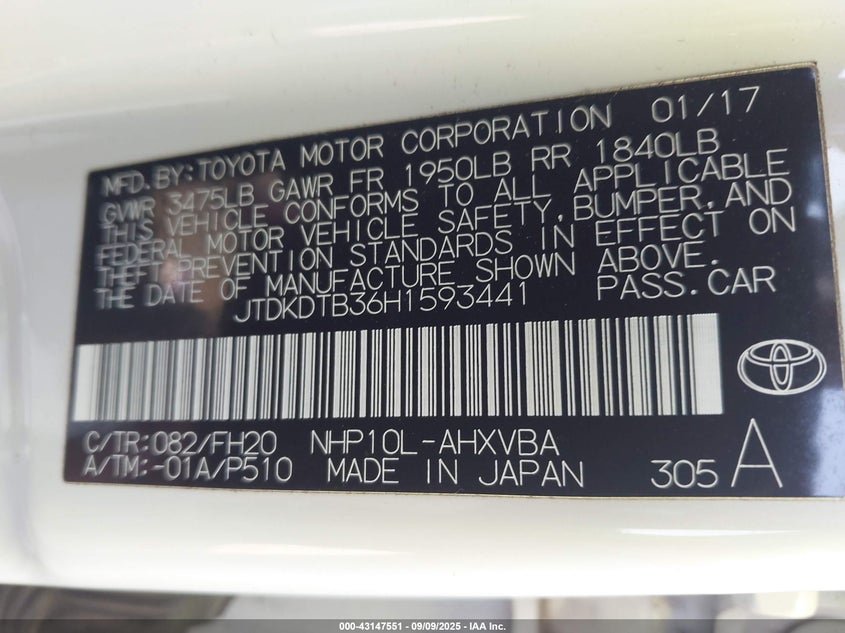 MFD. BY: TOYOTA MOTOR CORPORATION 01/17
GVWR 3475LB GAWR FR 1950LB RR 1840LB
THIS VEHICLE CONFORMS TO ALL APPLICABLE
FEDERAL MOTOR VEHICLE SAFETY, BUMPER, AND
THEFT PREVENTION STANDARDS IN EFFECT ON
THE DATE OF MANUFACTURE SHOWN ABOVE.
JTDKDTB36H1593441 PASS. CAR
C/TR: 082/FH20 NHP10L-AHXVBA
A/TM: -01A/P510 MADE IN JAPAN 305 A
000-43147551 | 09/09/2025 - IAA Inc.